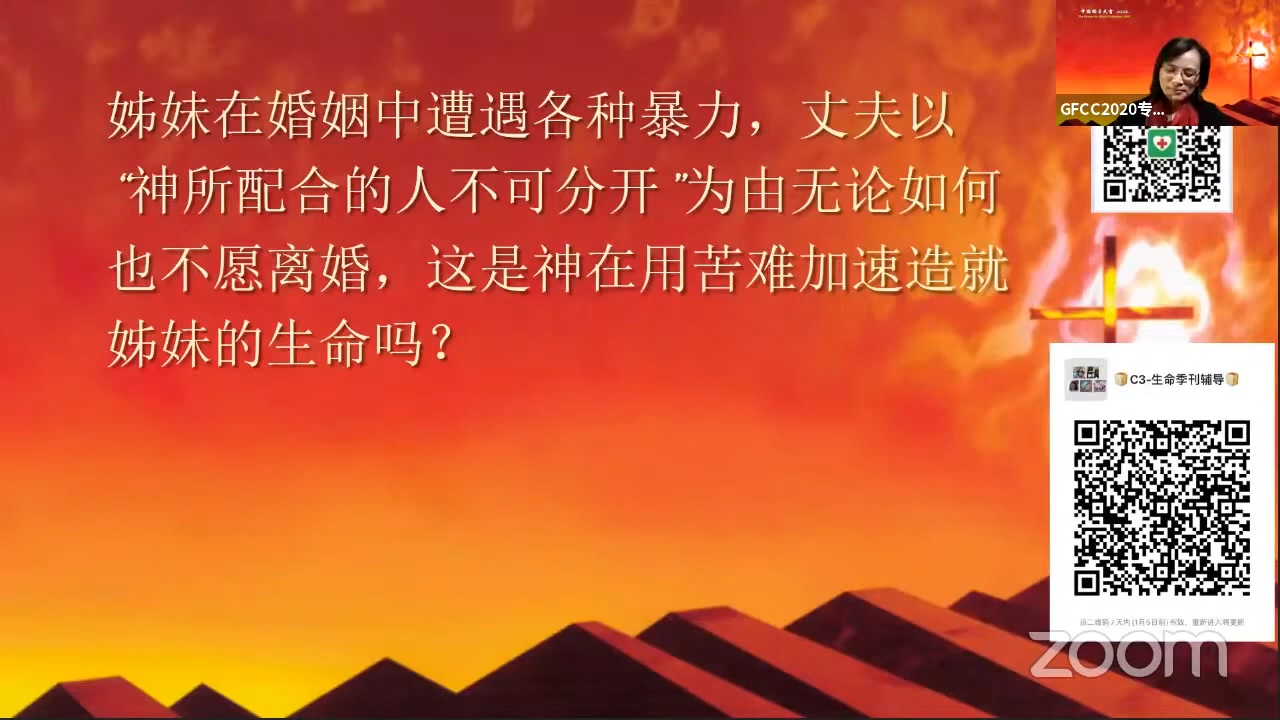 姊妹在婚姻中遭遇各种暴力，丈夫以
“神所配合的人不可分开”为由无论如何
也不愿离婚，这是神在用苦难加速造就
姊妹的生命吗？
GFCC2020专...
C3-生命季刊辅导
zoom